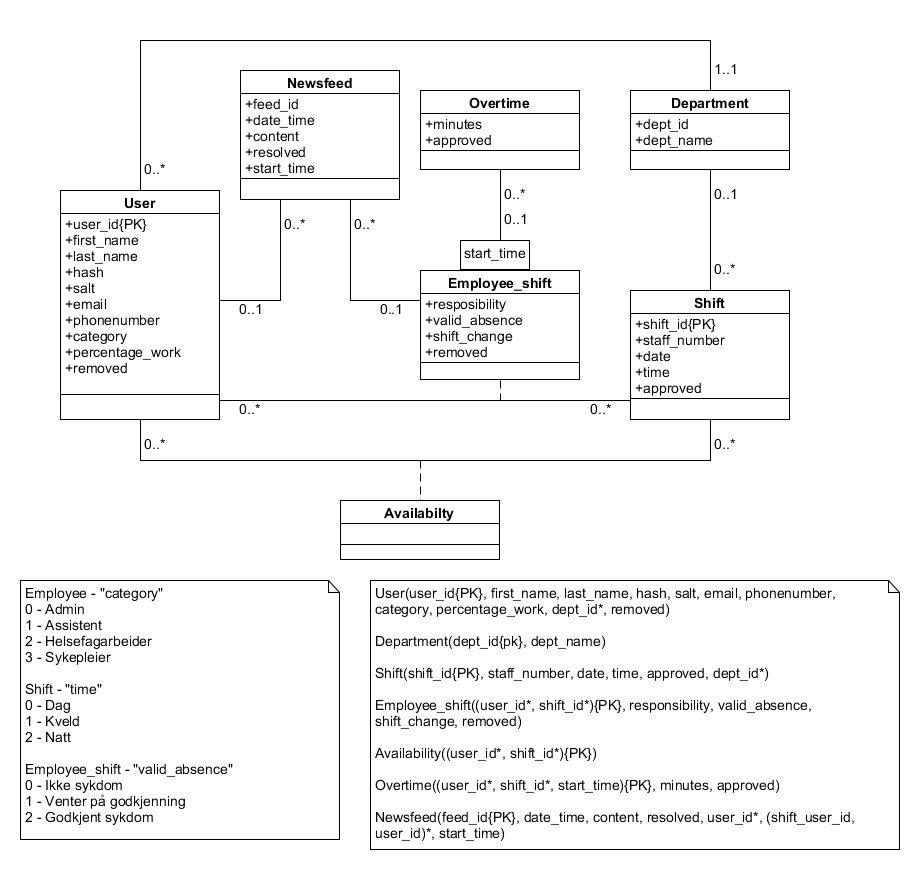 1..1
Newsfeed
+feed_id
+date_time
+content
+resolved
+start_time
Overtime
+minutes
+approved
Department
+dept_id
+dept_name
0..*
0..*
0..*
0..*
0..1
0..1
User
+user_id{PK}
+first_name
+last_name
+hash
+salt
+email
+phonenumber
+category
+percentage_work
+removed
start_time
0..*
0..1
0..1
Employee_shift
+resposibility
+valid_absence
+shift_change
+removed
Shift
+shift_id{PK}
+staff_number
+date
+time
+approved
0..*
0..*
0..*
0..*
Availabilty
Employee - "category"
0 - Admin
1 - Assistent
2 - Helsefagarbeider
3 - Sykepleier
Shift - "time"
0 - Dag
1 - Kveld
2 - Natt
Employee_shift - "valid_absence"
0 - Ikke sykdom
1 - Venter på godkjenning
2 - Godkjent sykdom
User(user_id{PK}, first_name, last_name, hash, salt, email, phonenumber,
category, percentage_work, dept_id*, removed)
Department(dept_id{pk}, dept_name)
Shift(shift_id{PK}, staff_number, date, time, approved, dept_id*)
Employee_shift((user_id*, shift_id*){PK}, responsibility, valid_absence,
shift_change, removed)
Availability((user_id*, shift_id*){PK})
Overtime((user_id*, shift_id*, start_time){PK}, minutes, approved)
Newsfeed(feed_id{PK}, date_time, content, resolved, user_id*, (shift_user_id,
user_id)*, start_time)